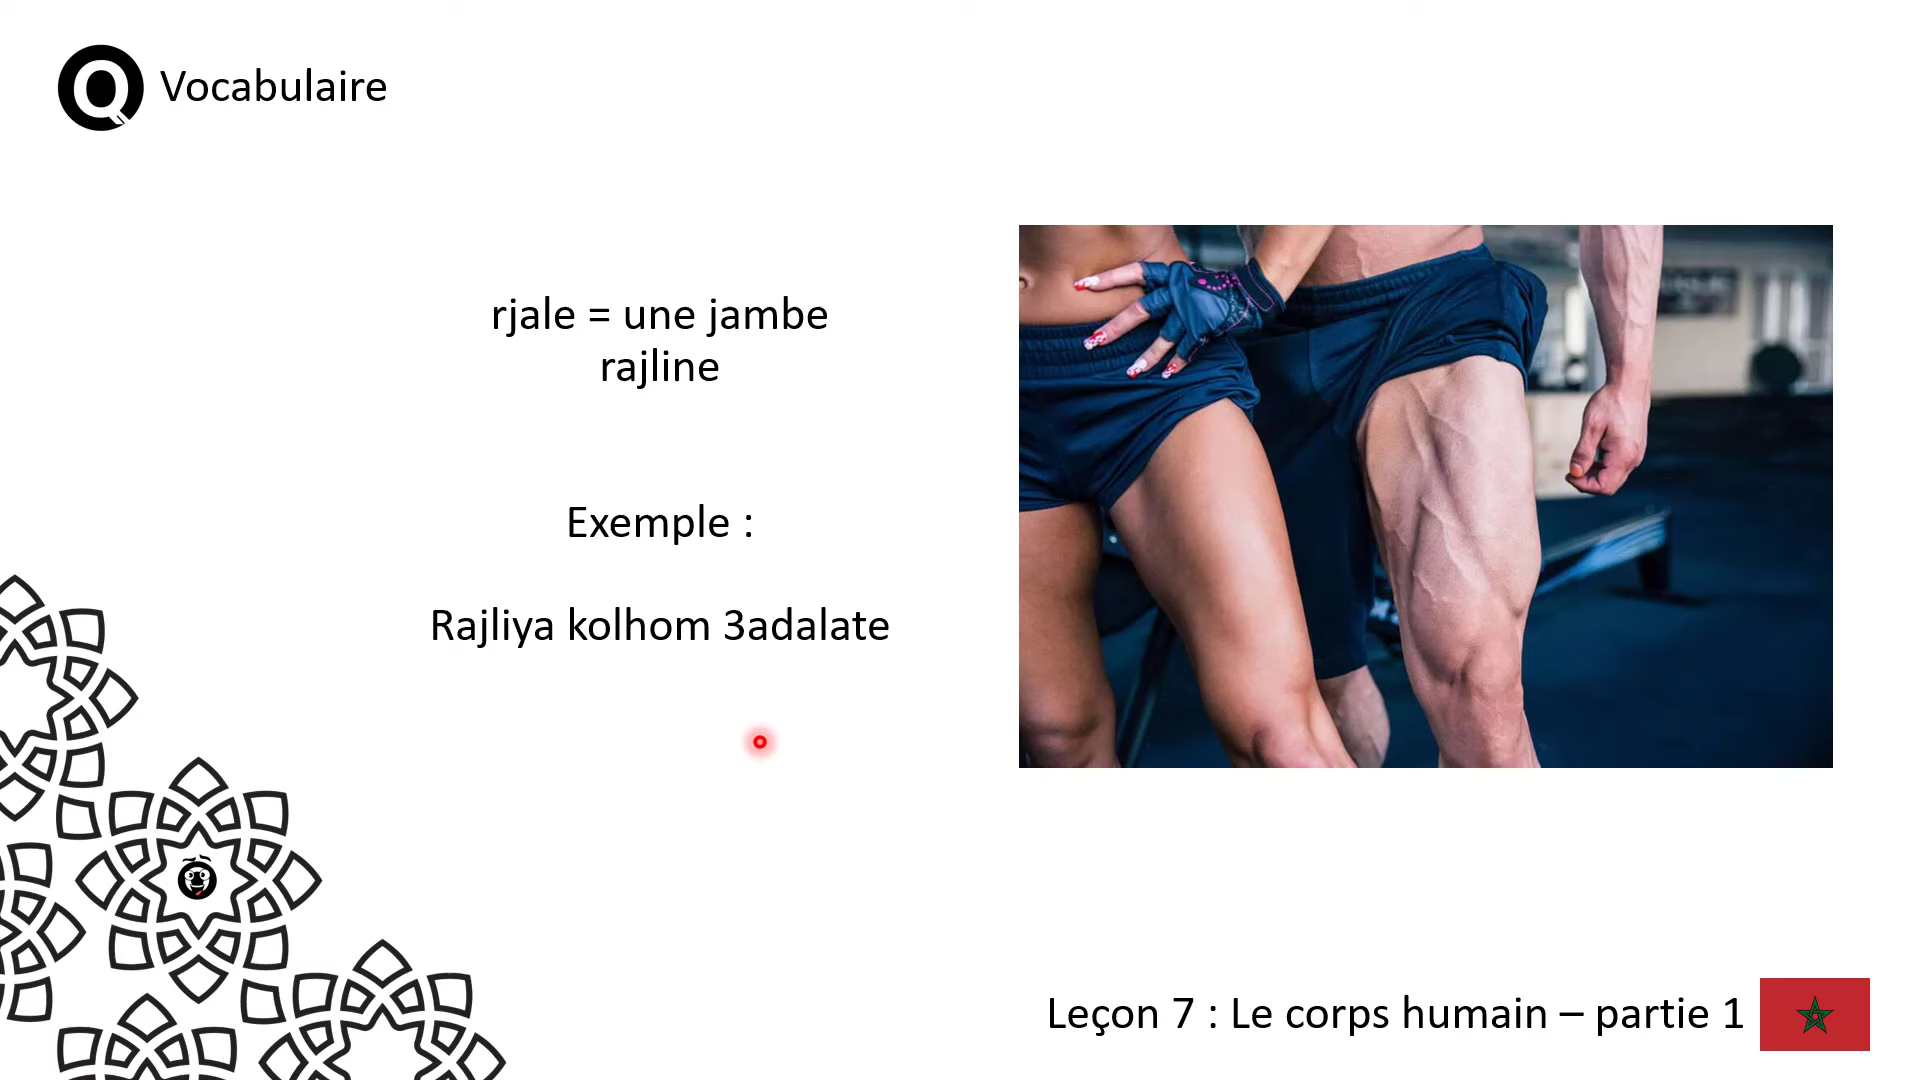 Vocabulaire
rjale = une jambe
rajline
Exemple :
Rajliya kolhom 3adalate
Leçon 7 : Le corps humain – partie 1